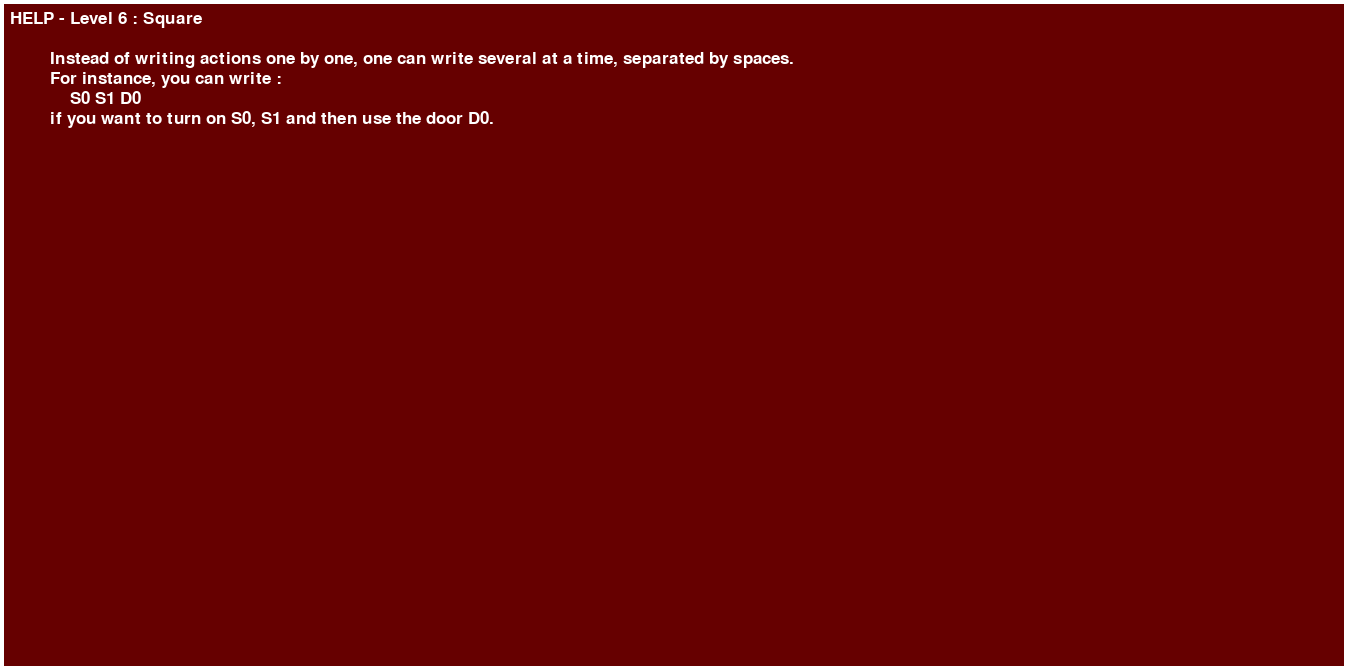 HELP - Level 6 : Square
Instead of writing actions one by one, one can write several at a time, separated by spaces.
For instance, you can write :
S0 S1 D0
if you want to turn on S0, S1 and then use the door D0.